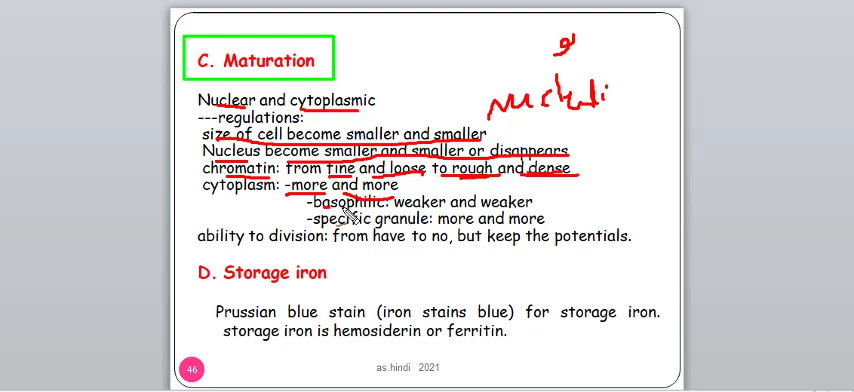 C. Maturation
Nuclear and cytoplasmic
---regulations:
size of cell become smaller and smaller
Nucleus become smaller and smaller or disappears
chromatin: from fine and loose to rough and dense
cytoplasm: -more and more
-basophilic: weaker and weaker
-specific granule: more and more
ability to division: from have to no, but keep the potentials.
D. Storage iron
Prussian blue stain (iron stains blue) for storage iron.
storage iron is hemosiderin or ferritin.
46
as.hindi 2021